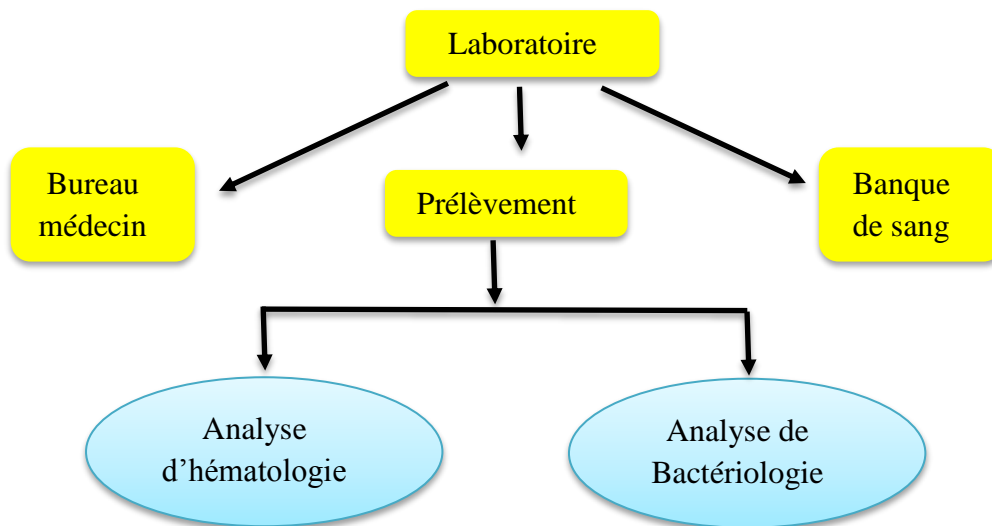 Laboratoire
Bureau
médecin
Prélèvement
Banque
de sang
Analyse
d’hématologie
Analyse de
Bactériologie